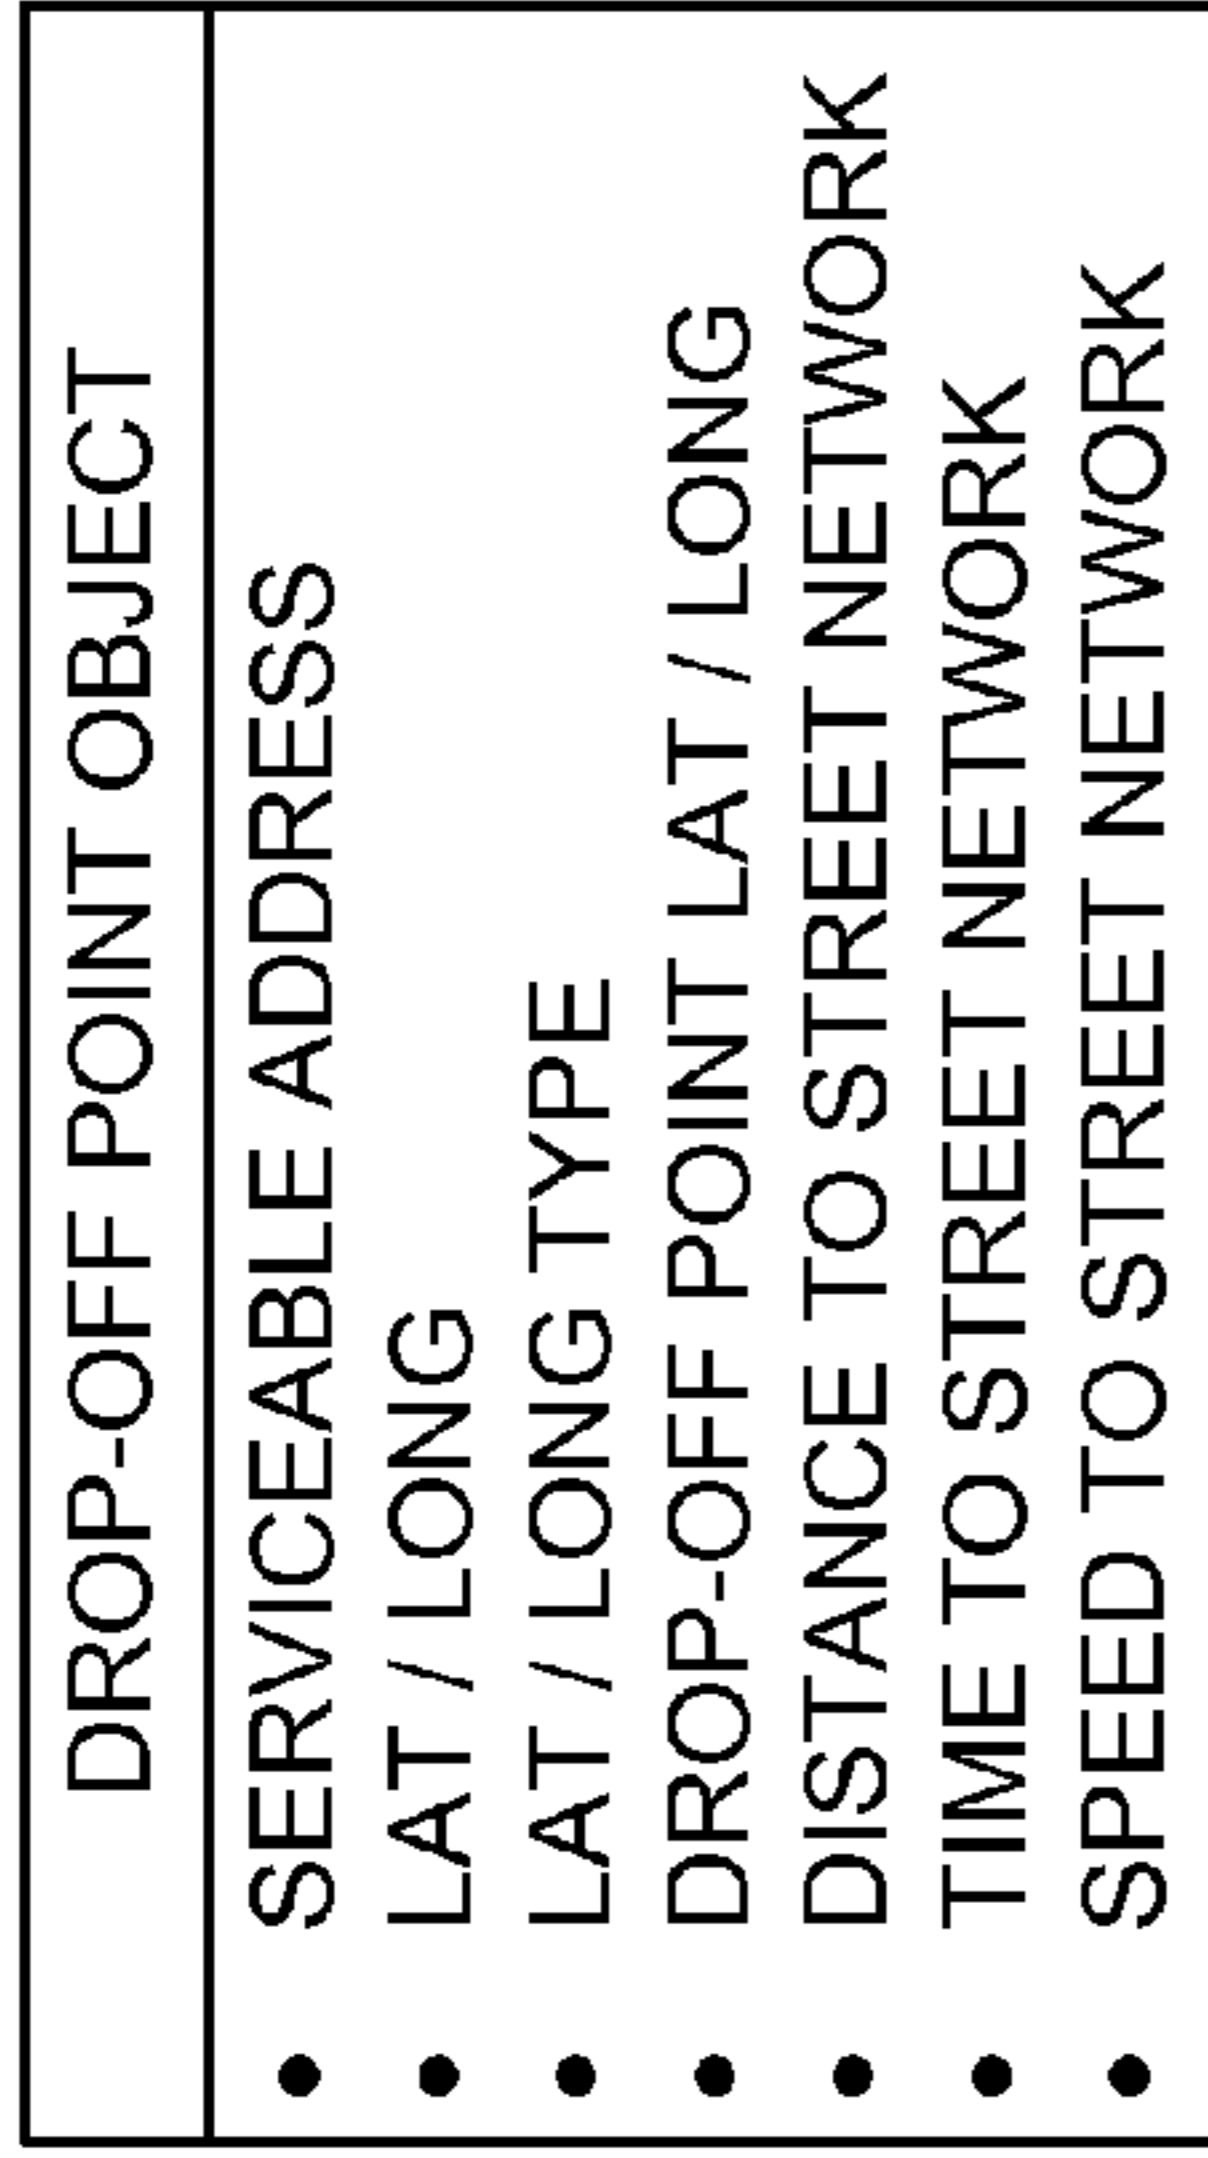 DROP-OFF POINT OBJECT
• SERVICEABLE ADDRESS
• LAT / LONG
• LAT / LONG TYPE
• DROP-OFF POINT LAT / LONG
• DISTANCE TO STREET NETWORK
• TIME TO STREET NETWORK
• SPEED TO STREET NETWORK